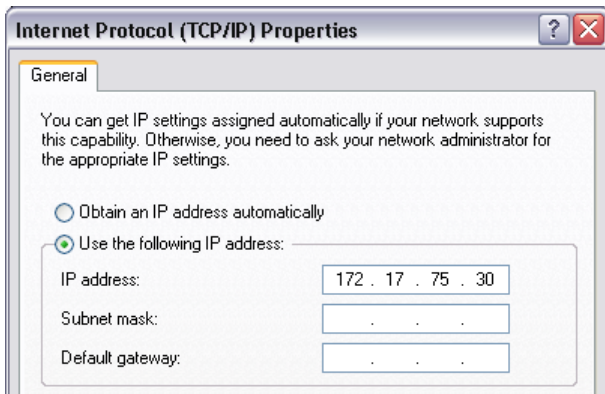 Internet Protocol (TCP/IP) Properties
General
You can get IP settings assigned automatically if your network supports
this capability. Otherwise, you need to ask your network administrator for
the appropriate IP settings.
Obtain an IP address automatically
Use the following IP address:
IP address: 172 . 17 . 75 . 30
Subnet mask: . . .
Default gateway: . . .